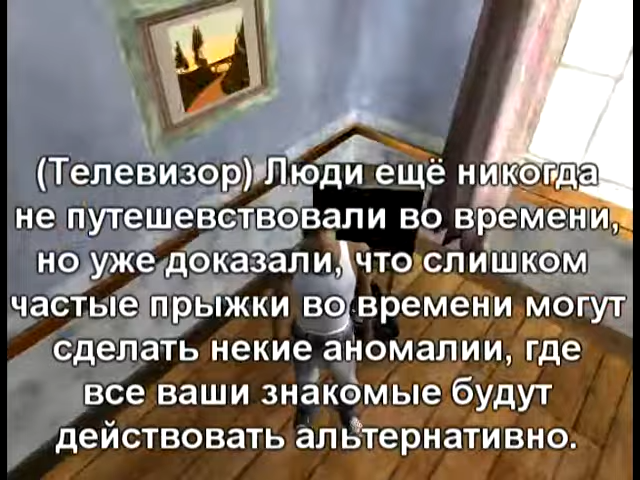 (Телевизор) Люди ещё никогда
не путешевствовали во времени,
но уже доказали, что слишком
частые прыжки во времени могут
сделать некие аномалии, где
все ваши знакомые будут
действовать альтернативно.